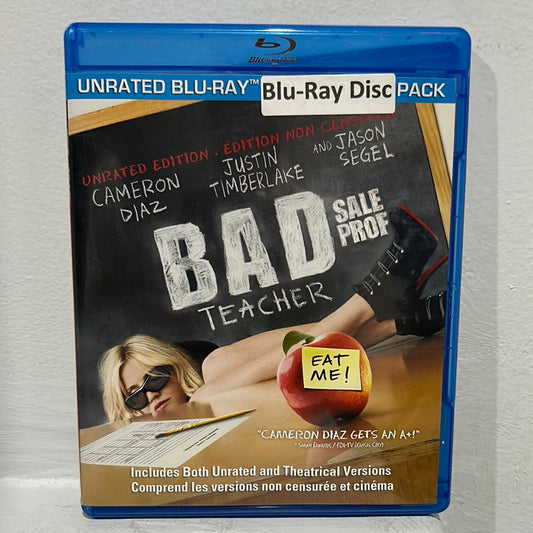 Blu-ray Disc
UNRATED BLU-RAY™ PACK
Blu-Ray Disc
UNRATED EDITION · ÉDITION NON CENSURÉE
CAMERON DIAZ
JUSTIN TIMBERLAKE
AND JASON SEGEL
BAD
SALE PROF
TEACHER
EAT
ME!
"CAMERON DIAZ GETS AN A+!"
Includes Both Unrated and Theatrical Versions
Comprend les versions non censurée et cinéma